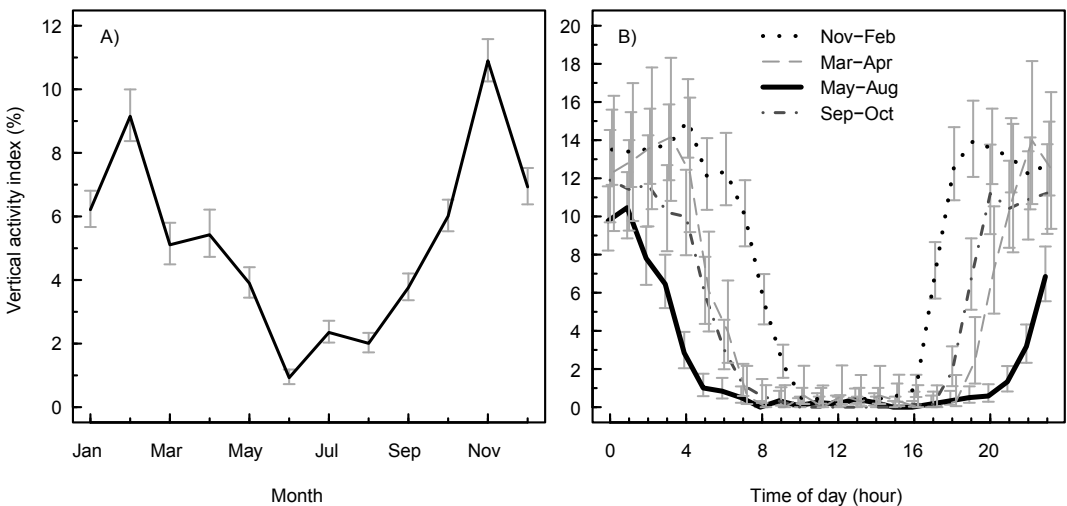 A)
Vertical activity index (%)
12
10
8
6
4
2
0
Jan Mar May Jul Sep Nov
Month
B)
Nov−Feb
Mar−Apr
May−Aug
Sep−Oct
20
18
16
14
12
10
8
6
4
2
0
0 4 8 12 16 20
Time of day (hour)